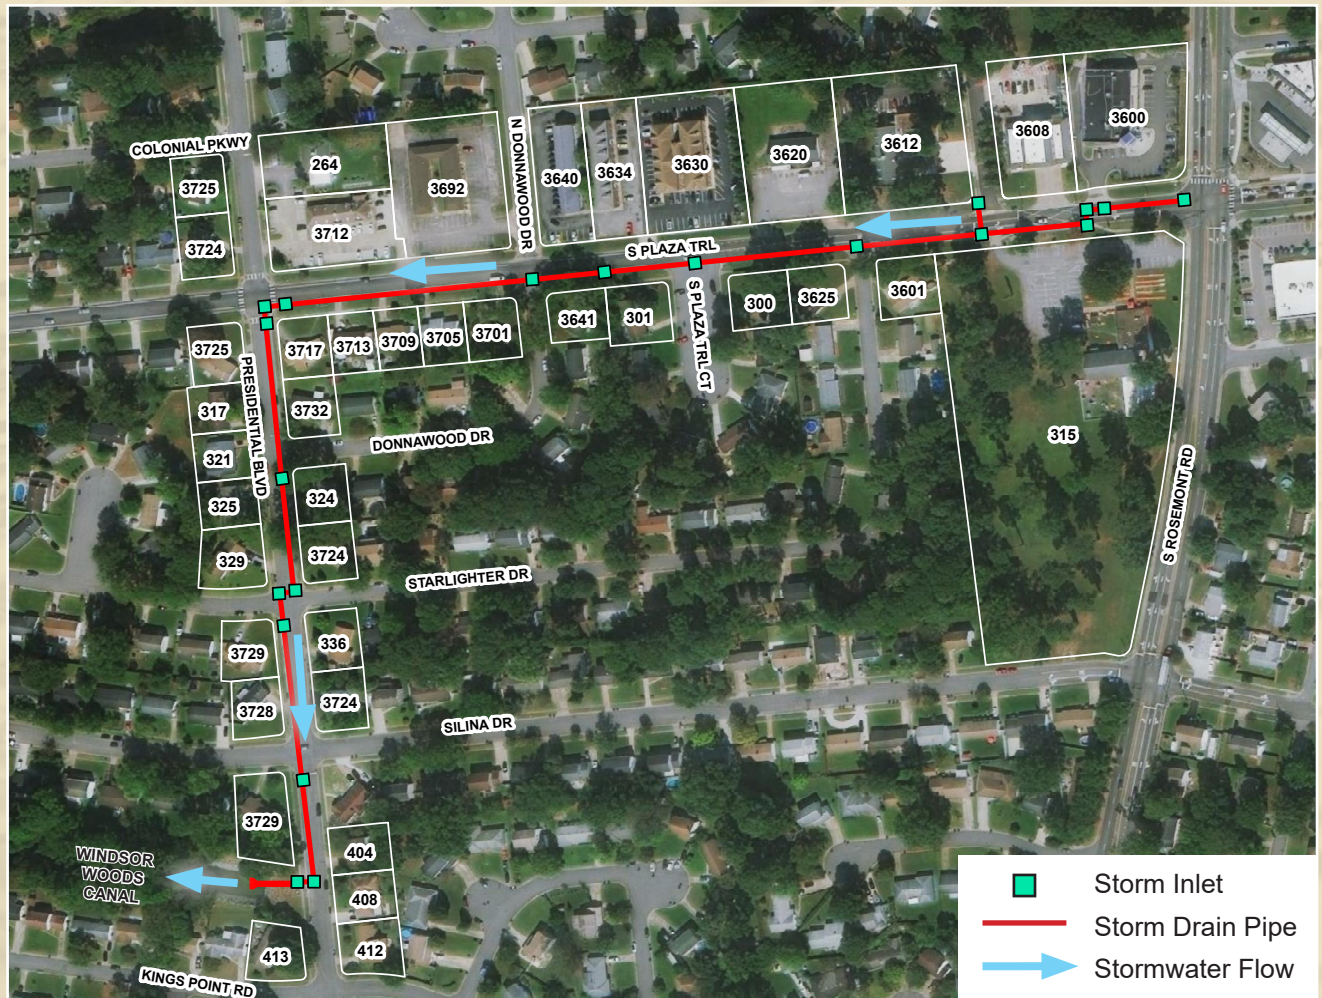 COLONIAL PKWY
3725
3724
264
3712
3692
N DONNAWOOD DR
3640
3634
3630
3620
3612
3608
3600
S PLAZA TRL
S PLAZA TRL CT
3725
317
321
325
329
PRESIDENTIAL BLVD
3717
3713
3709
3705
3701
3732
3641
301
300
3625
3601
315
S ROSEMONT RD
DONNAWOOD DR
324
3724
STARLIGHTER DR
3729
3728
336
3724
SILINA DR
3729
404
408
412
413
WINDSOR
WOODS
CANAL
KINGS POINT RD
Storm Inlet
Storm Drain Pipe
Stormwater Flow